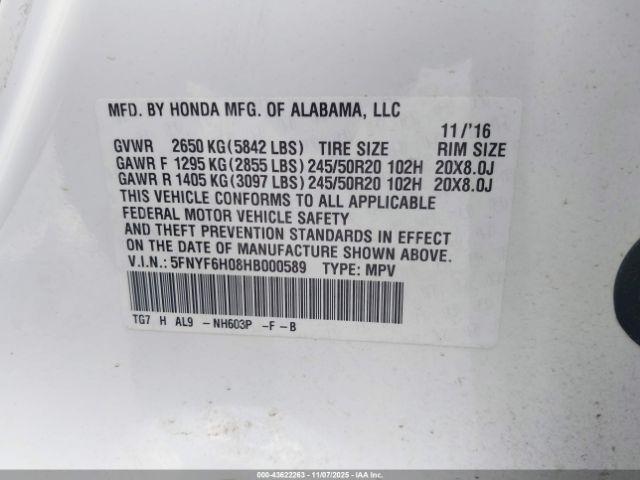 MFD. BY HONDA MFG. OF ALABAMA, LLC
11/'16
GVWR 2650 KG(5842 LBS) TIRE SIZE RIM SIZE
GAWR F 1295 KG(2855 LBS) 245/50R20 102H 20X8.0J
GAWR R 1405 KG(3097 LBS) 245/50R20 102H 20X8.0J
THIS VEHICLE CONFORMS TO ALL APPLICABLE
FEDERAL MOTOR VEHICLE SAFETY
AND THEFT PREVENTION STANDARDS IN EFFECT
ON THE DATE OF MANUFACTURE SHOWN ABOVE.
V.I.N.: 5FNYF6H08HB000589 TYPE: MPV
TG7 H AL9 -NH603P -F -B
000-43622263 - 11/07/2025 - IAAI.COM